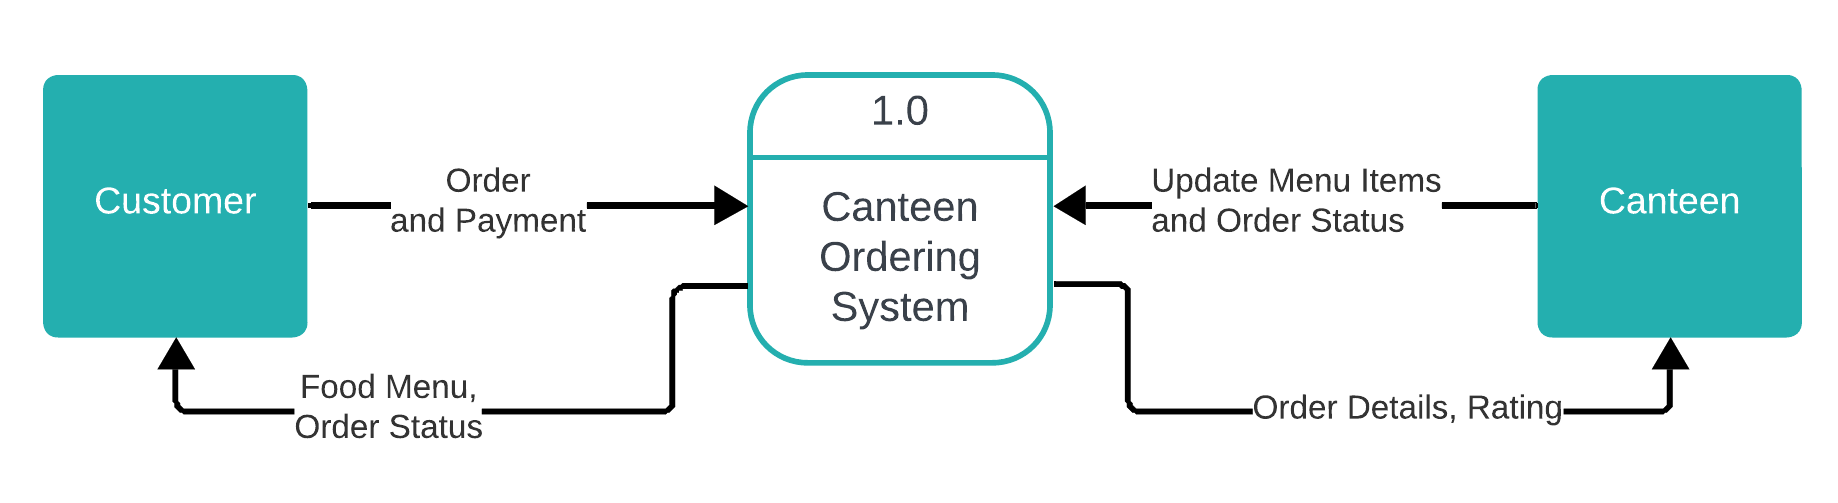 1.0
Customer
Order
and Payment
Canteen
Ordering
System
Update Menu Items
and Order Status
Canteen
Food Menu,
Order Status
Order Details, Rating